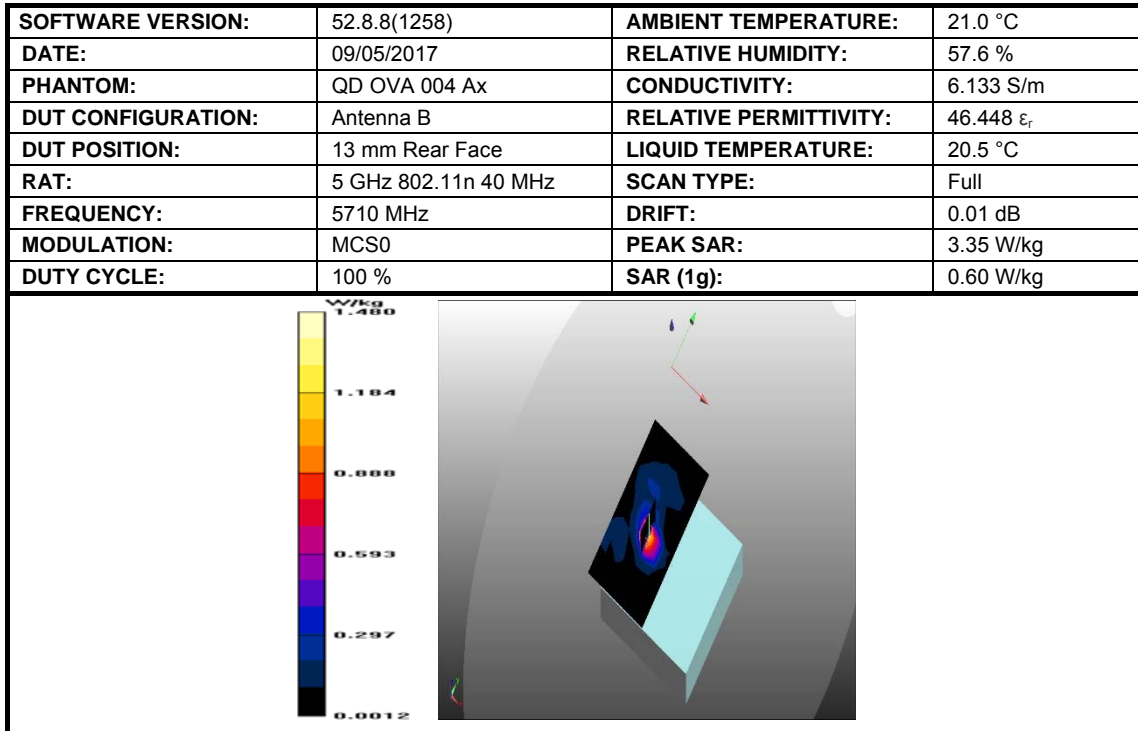 SOFTWARE VERSION: 52.8.8(1258) AMBIENT TEMPERATURE: 21.0 °C
DATE: 09/05/2017 RELATIVE HUMIDITY: 57.6 %
PHANTOM: QD OVA 004 Ax CONDUCTIVITY: 6.133 S/m
DUT CONFIGURATION: Antenna B RELATIVE PERMITTIVITY: 46.448 εr
DUT POSITION: 13 mm Rear Face LIQUID TEMPERATURE: 20.5 °C
RAT: 5 GHz 802.11n 40 MHz SCAN TYPE: Full
FREQUENCY: 5710 MHz DRIFT: 0.01 dB
MODULATION: MCS0 PEAK SAR: 3.35 W/kg
DUTY CYCLE: 100 % SAR (1g): 0.60 W/kg
W/kg
1.480
1.184
0.888
0.593
0.297
0.0012